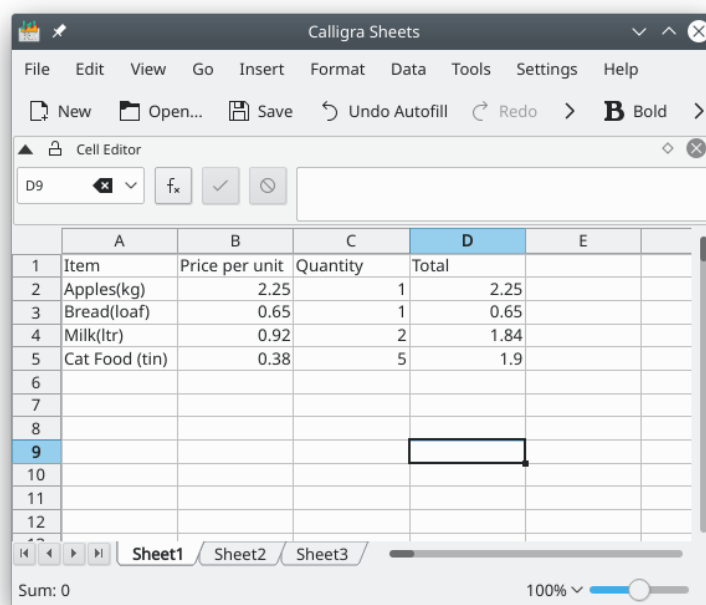 Calligra Sheets
File Edit View Go Insert Format Data Tools Settings Help
New Open... Save Undo Autofill Redo B Bold
Cell Editor
D9 fx
A B C D E
1 Item Price per unit Quantity Total
2 Apples(kg) 2.25 1 2.25
3 Bread(loaf) 0.65 1 0.65
4 Milk(ltr) 0.92 2 1.84
5 Cat Food (tin) 0.38 5 1.9
6
7
8
9
10
11
12
Sheet1 Sheet2 Sheet3
Sum: 0 100%